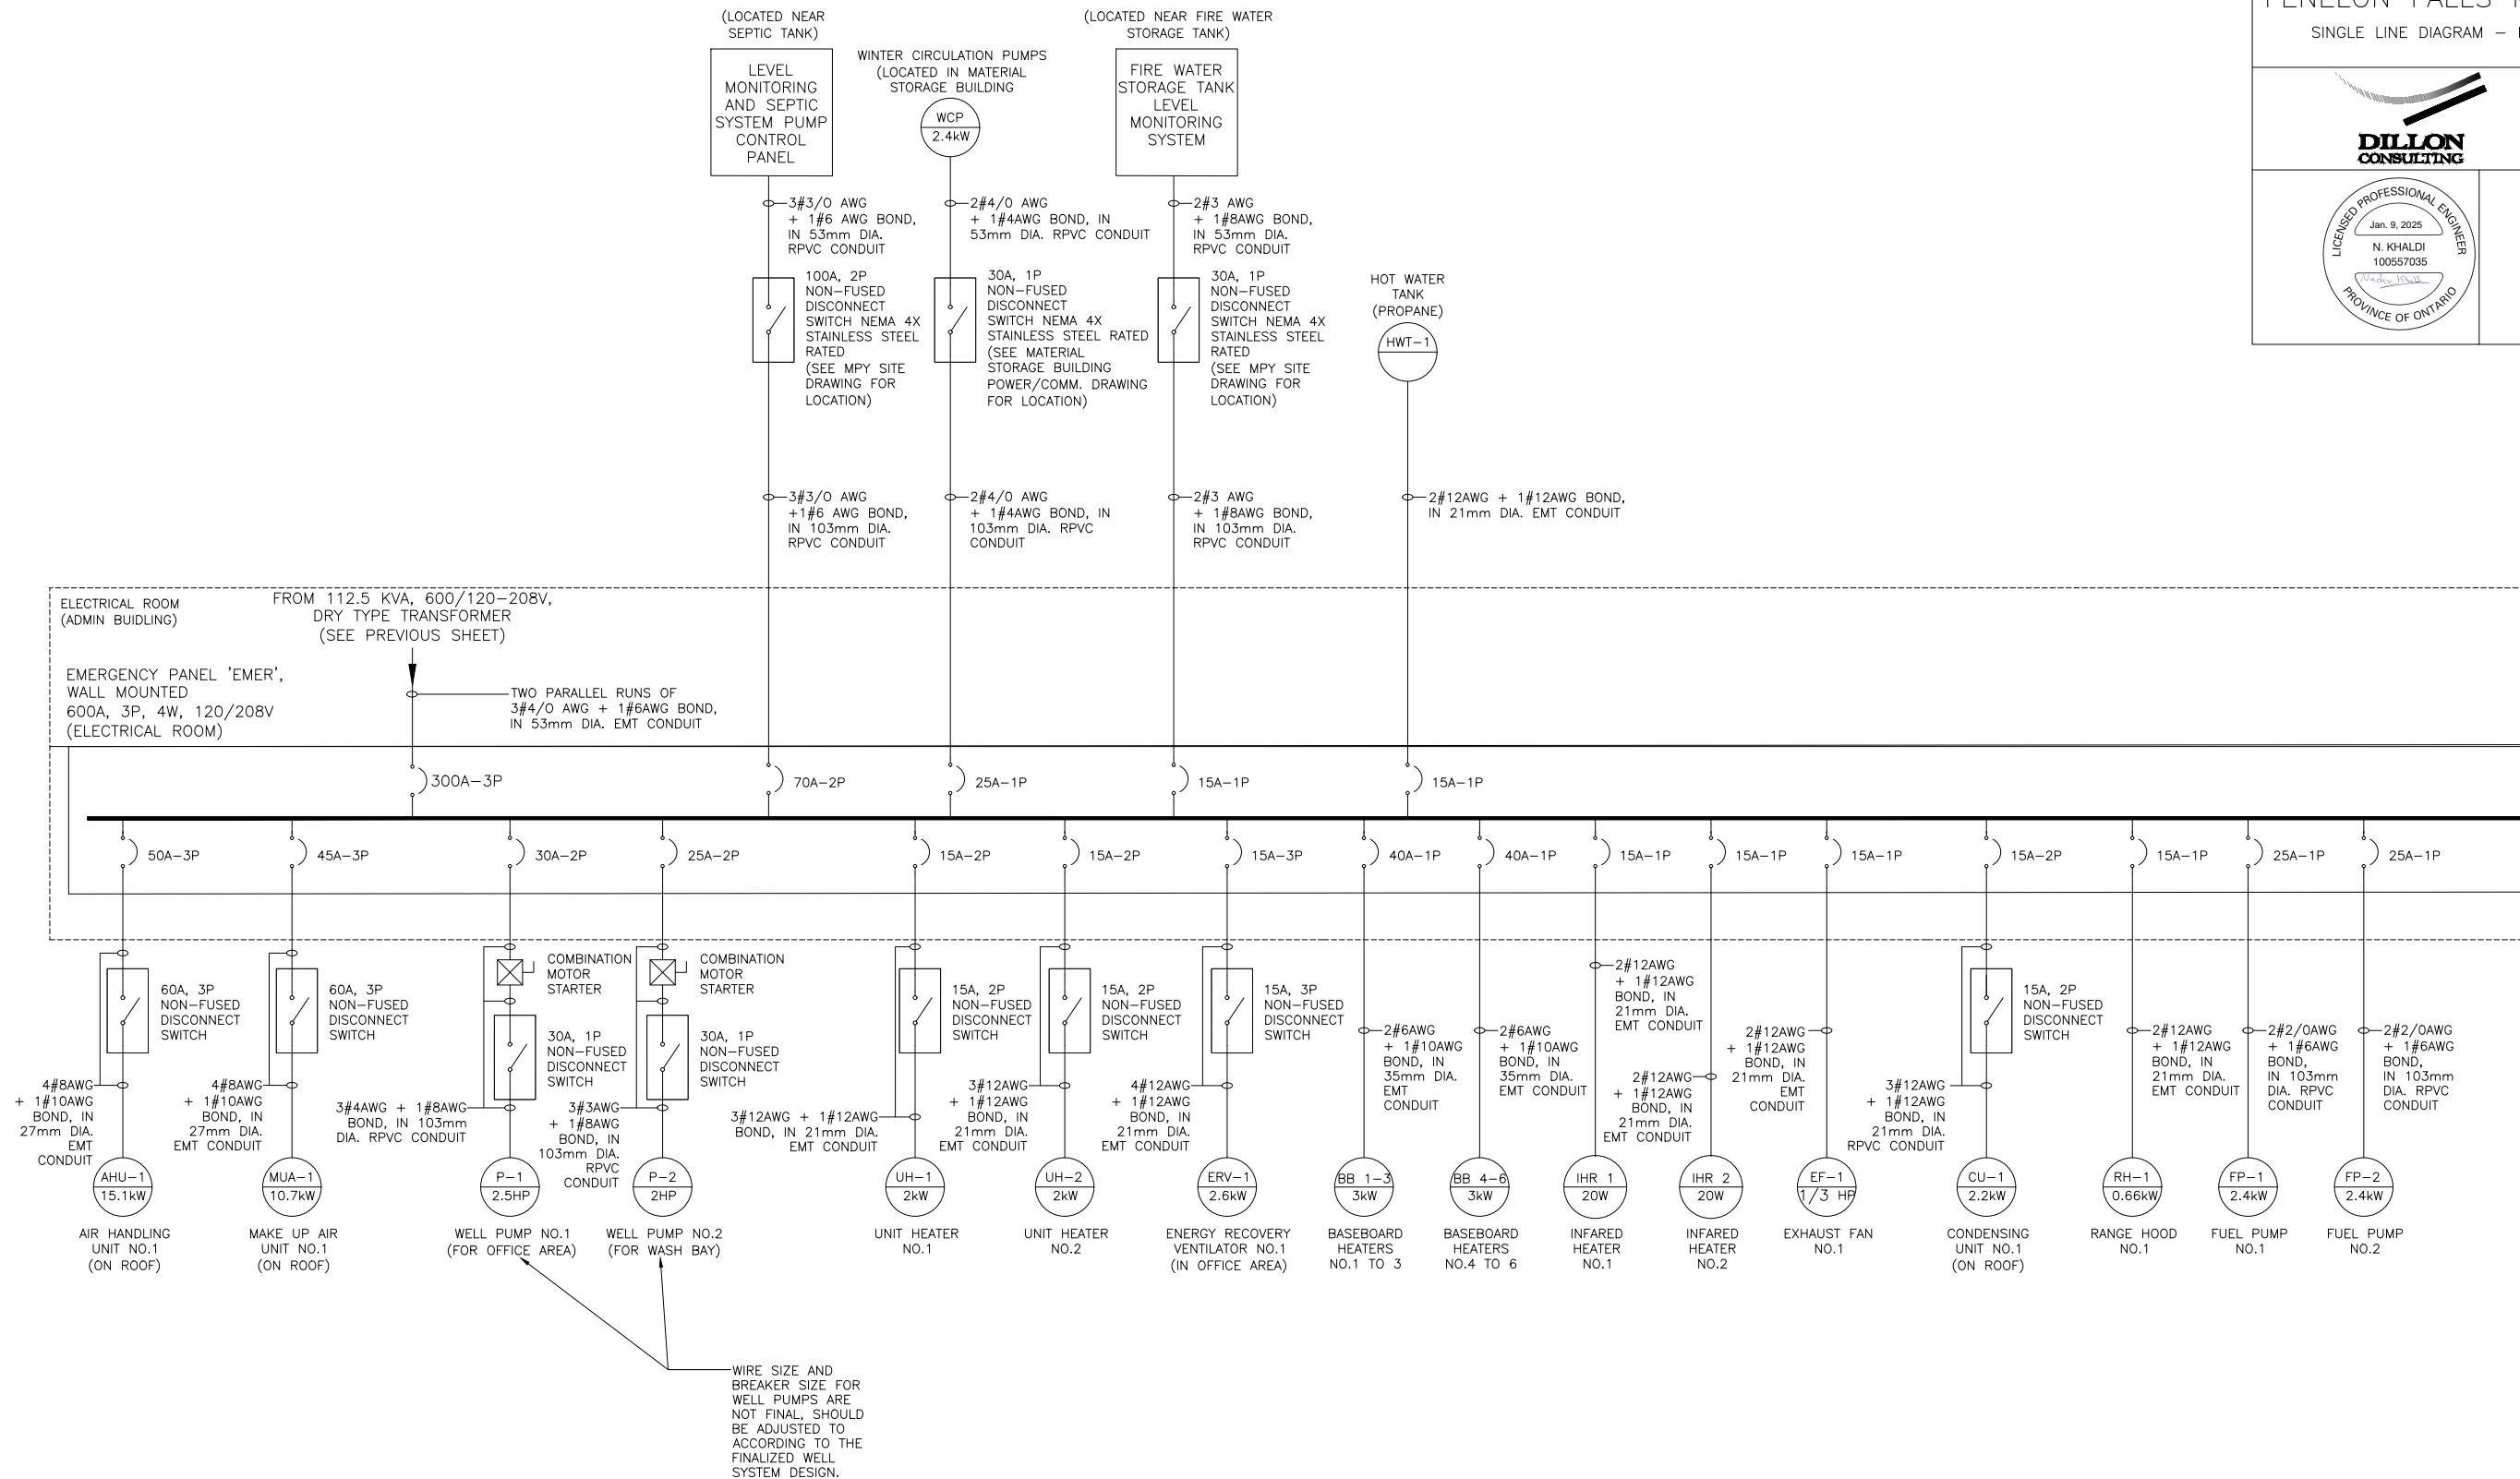 (LOCATED NEAR
SEPTIC TANK)
LEVEL
MONITORING
AND SEPTIC
SYSTEM PUMP
CONTROL
PANEL
WINTER CIRCULATION PUMPS
(LOCATED IN MATERIAL
STORAGE BUILDING
WCP
2.4kW
(LOCATED NEAR FIRE WATER
STORAGE TANK)
FIRE WATER
STORAGE TANK
LEVEL
MONITORING
SYSTEM
SINGLE LINE DIAGRAM –
DILLON
CONSULTING
LICENSED PROFESSIONAL ENGINEER
Jan. 9, 2025
N. KHALDI
100557035
PROVINCE OF ONTARIO
3#3/0 AWG
+ 1#6 AWG BOND,
IN 53mm DIA.
RPVC CONDUIT
2#4/0 AWG
+ 1#4AWG BOND, IN
53mm DIA. RPVC CONDUIT
2#3 AWG
+ 1#8AWG BOND,
IN 53mm DIA.
RPVC CONDUIT
100A, 2P
NON-FUSED
DISCONNECT
SWITCH NEMA 4X
STAINLESS STEEL
RATED
(SEE MPY SITE
DRAWING FOR
LOCATION)
30A, 1P
NON-FUSED
DISCONNECT
SWITCH NEMA 4X
STAINLESS STEEL RATED
(SEE MATERIAL
STORAGE BUILDING
POWER/COMM. DRAWING
FOR LOCATION)
30A, 1P
NON-FUSED
DISCONNECT
SWITCH NEMA 4X
STAINLESS STEEL
RATED
(SEE MPY SITE
DRAWING FOR
LOCATION)
HOT WATER
TANK
(PROPANE)
HWT-1
3#3/0 AWG
+1#6 AWG BOND,
IN 103mm DIA.
RPVC CONDUIT
2#4/0 AWG
+ 1#4AWG BOND, IN
103mm DIA. RPVC
CONDUIT
2#3 AWG
+ 1#8AWG BOND,
IN 103mm DIA.
RPVC CONDUIT
2#12AWG + 1#12AWG BOND,
IN 21mm DIA. EMT CONDUIT
ELECTRICAL ROOM
(ADMIN BUIDLING)
FROM 112.5 KVA, 600/120-208V,
DRY TYPE TRANSFORMER
(SEE PREVIOUS SHEET)
EMERGENCY PANEL 'EMER',
WALL MOUNTED
600A, 3P, 4W, 120/208V
(ELECTRICAL ROOM)
TWO PARALLEL RUNS OF
3#4/0 AWG + 1#6AWG BOND,
IN 53mm DIA. EMT CONDUIT
300A-3P
70A-2P
25A-1P
15A-1P
15A-1P
50A-3P
45A-3P
30A-2P
25A-2P
15A-2P
15A-2P
15A-3P
40A-1P
40A-1P
15A-1P
15A-1P
15A-1P
15A-2P
15A-1P
25A-1P
25A-1P
60A, 3P
NON-FUSED
DISCONNECT
SWITCH
4#8AWG
+ 1#10AWG
BOND, IN
27mm DIA.
EMT
CONDUIT
AHU-1
15.1kW
AIR HANDLING
UNIT NO.1
(ON ROOF)
60A, 3P
NON-FUSED
DISCONNECT
SWITCH
4#8AWG
+ 1#10AWG
BOND, IN
27mm DIA.
EMT CONDUIT
MUA-1
10.7kW
MAKE UP AIR
UNIT NO.1
(ON ROOF)
COMBINATION
MOTOR
STARTER
30A, 1P
NON-FUSED
DISCONNECT
SWITCH
3#4AWG + 1#8AWG
BOND, IN 103mm
DIA. RPVC CONDUIT
P-1
2.5HP
WELL PUMP NO.1
(FOR OFFICE AREA)
COMBINATION
MOTOR
STARTER
30A, 1P
NON-FUSED
DISCONNECT
SWITCH
3#3AWG
+ 1#8AWG
BOND, IN
103mm DIA.
RPVC
CONDUIT
P-2
2HP
WELL PUMP NO.2
(FOR WASH BAY)
15A, 2P
NON-FUSED
DISCONNECT
SWITCH
3#12AWG + 1#12AWG
BOND, IN 21mm DIA.
EMT CONDUIT
UH-1
2kW
UNIT HEATER
NO.1
15A, 2P
NON-FUSED
DISCONNECT
SWITCH
3#12AWG
+ 1#12AWG
BOND, IN
21mm DIA.
EMT CONDUIT
UH-2
2kW
UNIT HEATER
NO.2
15A, 3P
NON-FUSED
DISCONNECT
SWITCH
4#12AWG
+ 1#12AWG
BOND, IN
21mm DIA.
EMT CONDUIT
ERV-1
2.6kW
ENERGY RECOVERY
VENTILATOR NO.1
(IN OFFICE AREA)
2#6AWG
+ 1#10AWG
BOND, IN
35mm DIA.
EMT
CONDUIT
BB 1-3
3kW
BASEBOARD
HEATERS
NO.1 TO 3
2#6AWG
+ 1#10AWG
BOND, IN
35mm DIA.
EMT CONDUIT
BB 4-6
3kW
BASEBOARD
HEATERS
NO.4 TO 6
2#12AWG
+ 1#12AWG
BOND, IN
21mm DIA.
EMT CONDUIT
IHR 1
20W
INFARED
HEATER
NO.1
2#12AWG
+ 1#12AWG
BOND, IN
21mm DIA.
EMT CONDUIT
IHR 2
20W
INFARED
HEATER
NO.2
2#12AWG
+ 1#12AWG
BOND, IN
21mm DIA.
EMT
CONDUIT
EF-1
1/3 HP
EXHAUST FAN
NO.1
15A, 2P
NON-FUSED
DISCONNECT
SWITCH
3#12AWG
+ 1#12AWG
BOND, IN
21mm DIA.
RPVC CONDUIT
CU-1
2.2kW
CONDENSING
UNIT NO.1
(ON ROOF)
2#12AWG
+ 1#12AWG
BOND, IN
21mm DIA.
EMT CONDUIT
RH-1
0.66kW
RANGE HOOD
NO.1
2#2/0AWG
+ 1#6AWG
BOND,
IN 103mm
DIA. RPVC
CONDUIT
FP-1
2.4kW
FUEL PUMP
NO.1
2#2/0AWG
+ 1#6AWG
BOND,
IN 103mm
DIA. RPVC
CONDUIT
FP-2
2.4kW
FUEL PUMP
NO.2
WIRE SIZE AND
BREAKER SIZE FOR
WELL PUMPS ARE
NOT FINAL, SHOULD
BE ADJUSTED TO
ACCORDING TO THE
FINALIZED WELL
SYSTEM DESIGN.